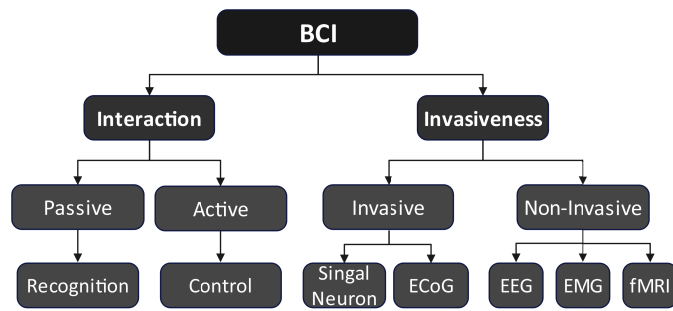 BCI
Interaction
Invasiveness
Passive
Active
Invasive
Non-Invasive
Recognition
Control
Singal
Neuron
ECoG
EEG
EMG
fMRI